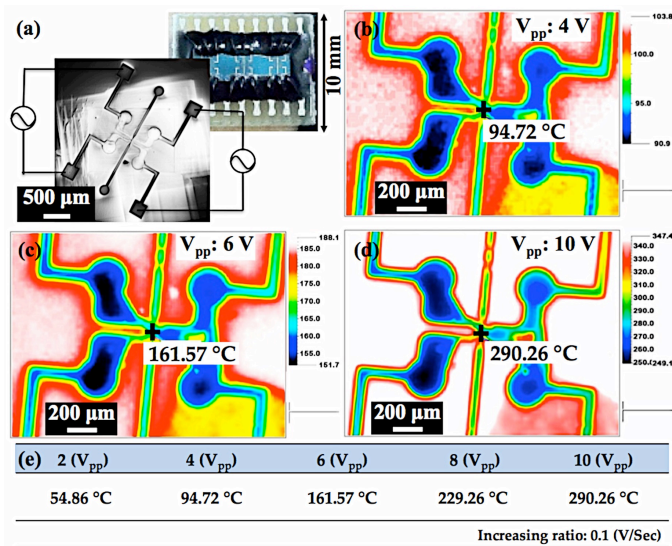 (a)
10 mm
500 μm
(b)
Vpp: 4 V
94.72 °C
200 μm
103.8
100.0
95.0
90.9
(c)
Vpp: 6 V
161.57 °C
200 μm
188.1
185.0
180.0
175.0
170.0
165.0
160.0
155.0
151.7
(d)
Vpp: 10 V
290.26 °C
200 μm
347.4
340.0
330.0
320.0
310.0
300.0
290.0
280.0
270.0
260.0
250.0
249.1
(e)
2 (Vpp) 4 (Vpp) 6 (Vpp) 8 (Vpp) 10 (Vpp)
54.86 °C 94.72 °C 161.57 °C 229.26 °C 290.26 °C
Increasing ratio: 0.1 (V/Sec)